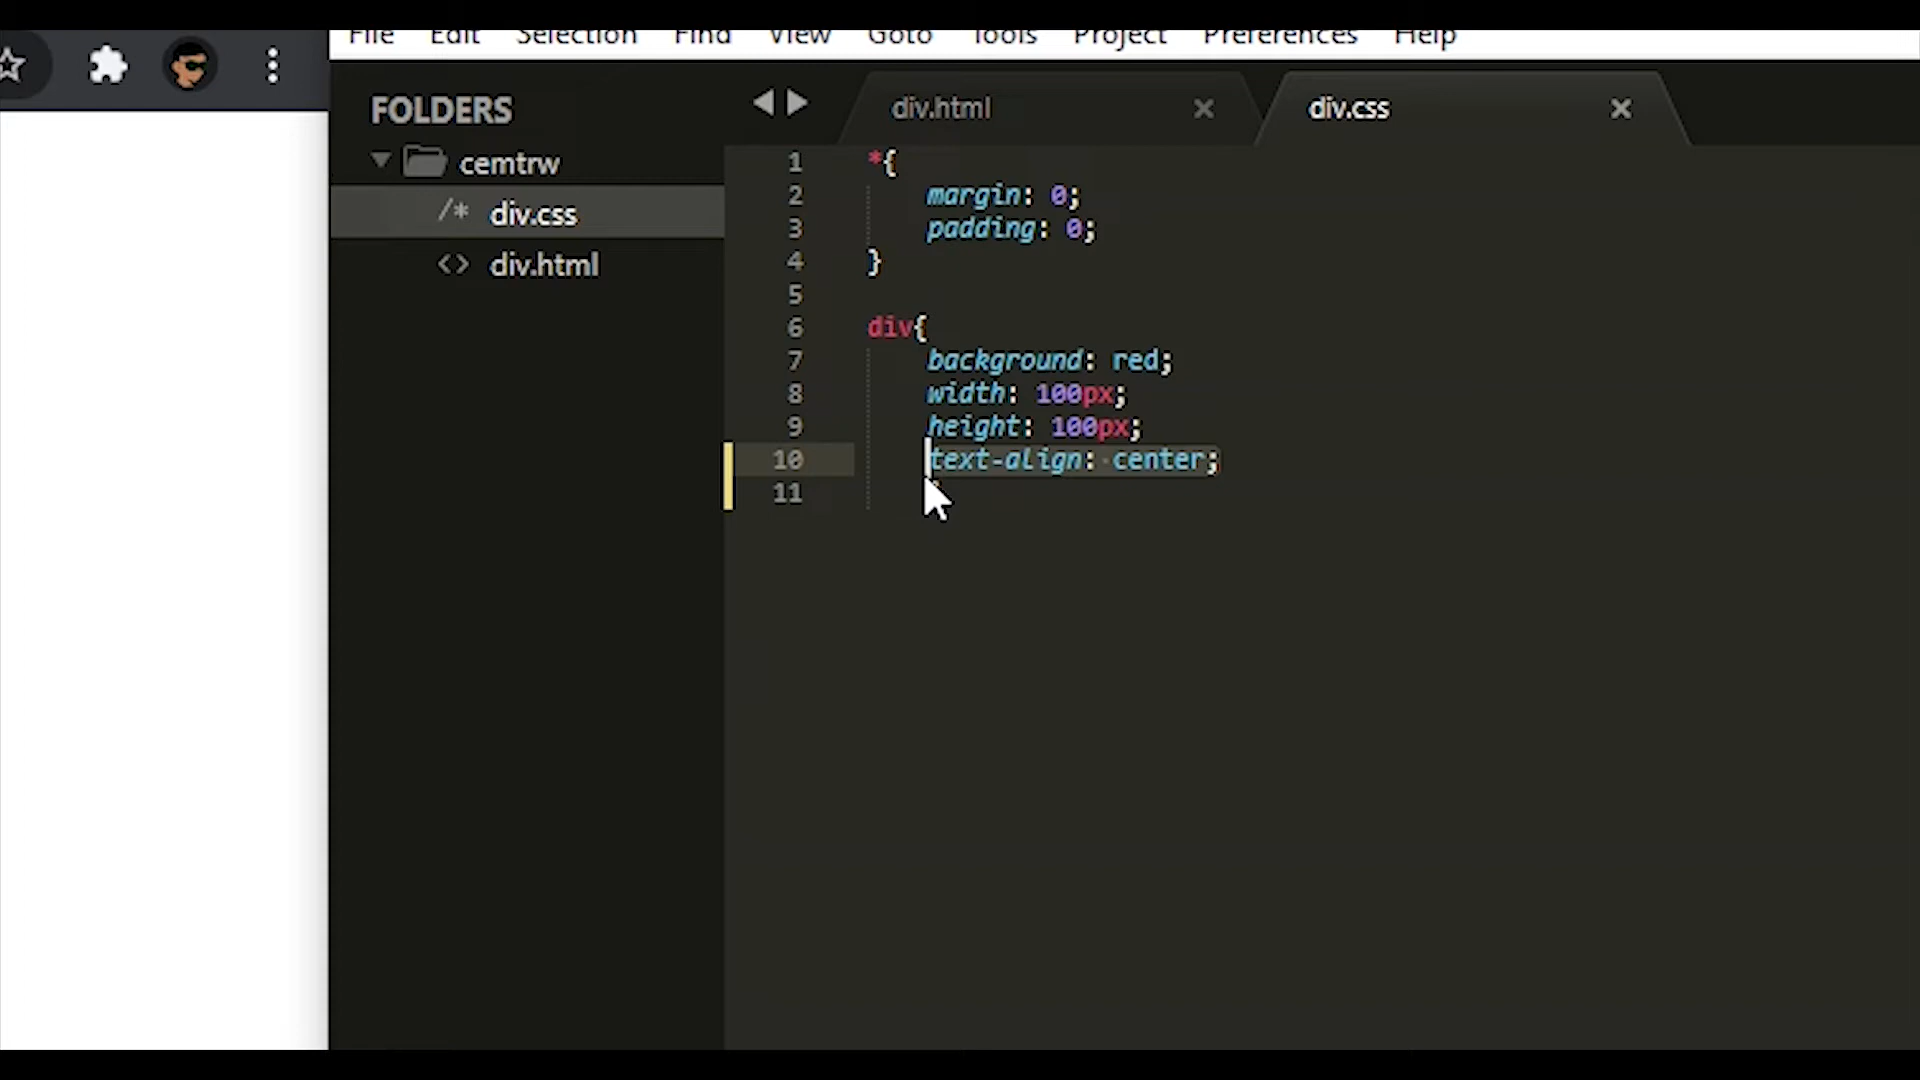 File Edit Selection Find View Goto Tools Project Preferences Help
FOLDERS
cemtrw
/* div.css
<> div.html
div.html ×
div.css ×
1 *{
2 margin: 0;
3 padding: 0;
4 }
5
6 div{
7 background: red;
8 width: 100px;
9 height: 100px;
10 text-align: center;
11